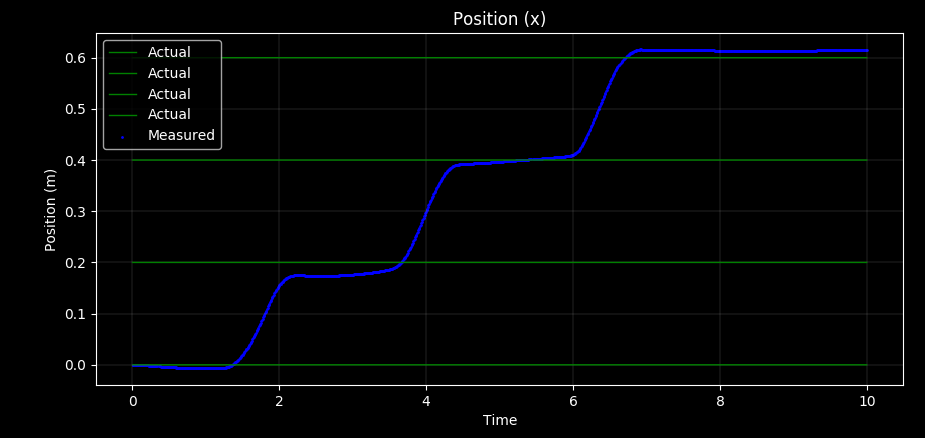 Position (x)
Actual
Actual
Actual
Actual
Measured
0.6
0.5
0.4
0.3
0.2
0.1
0.0
Position (m)
0 2 4 6 8 10
Time